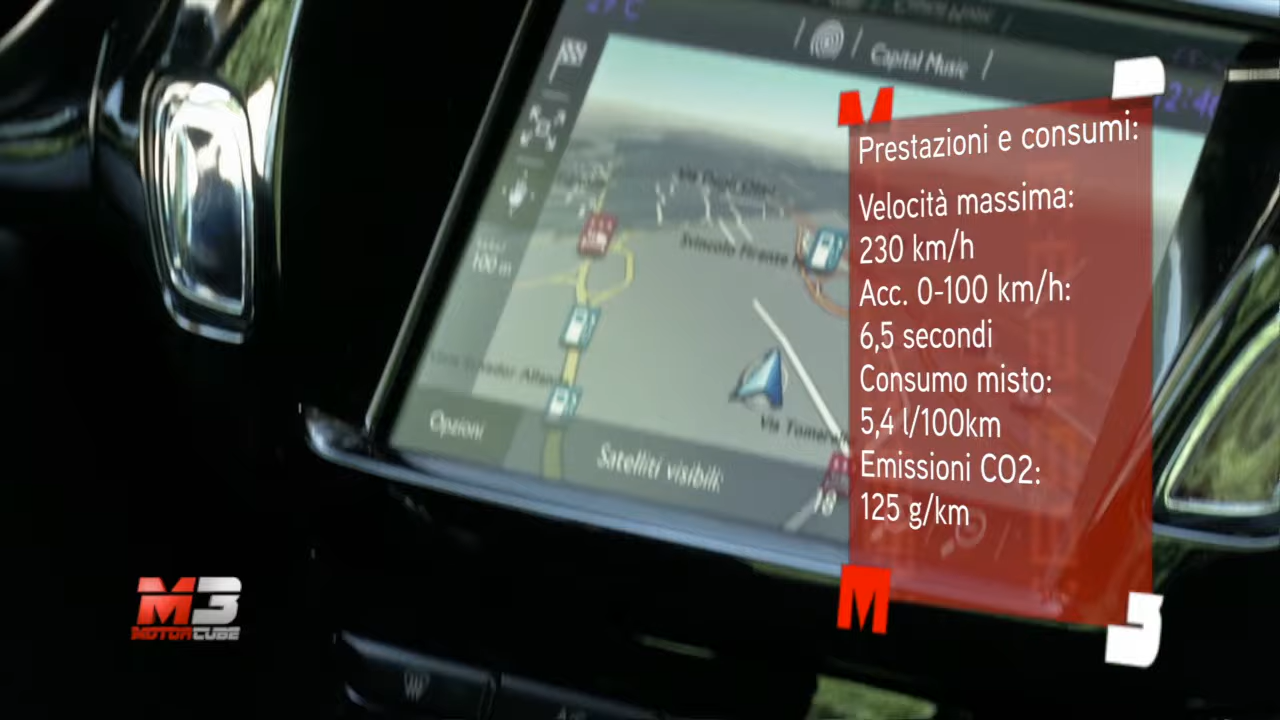 Capital Music
Prestazioni e consumi:
Velocità massima:
230 km/h
Acc. 0-100 km/h:
6,5 secondi
Consumo misto:
5,4 l/100km
Emissioni CO2:
125 g/km
100 m
Opzioni
Satelliti visibili:
18
M3
MOTORCUBE